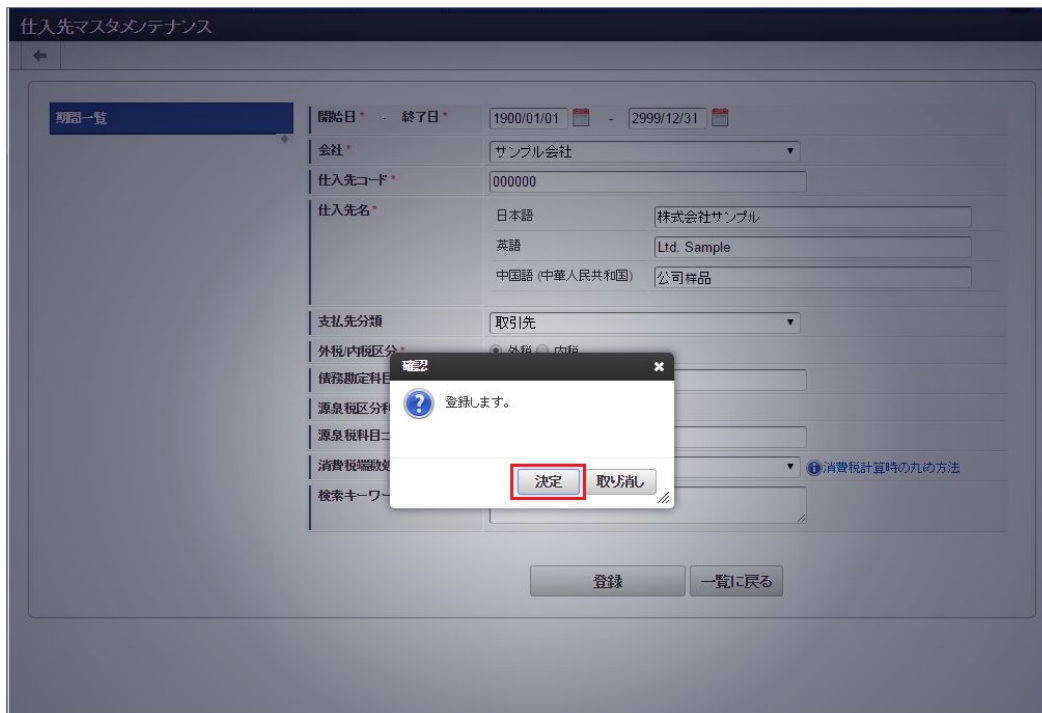 仕入先マスタメンテナンス
期間一覧
開始日* - 終了日*
1900/01/01 - 2999/12/31
会社*
サンプル会社
仕入先コード*
000000
仕入先名*
日本語
株式会社サンプル
英語
Ltd. Sample
中国語 (中華人民共和国)
公司样品
支払先分類
取引先
外税/内税区分*
外税 内税
債務勘定科目
源泉税区分
源泉税科目コ
消費税端数処
消費税計算時の丸め方法
検索キーワー
確認
登録します。
決定
取り消し
登録
一覧に戻る